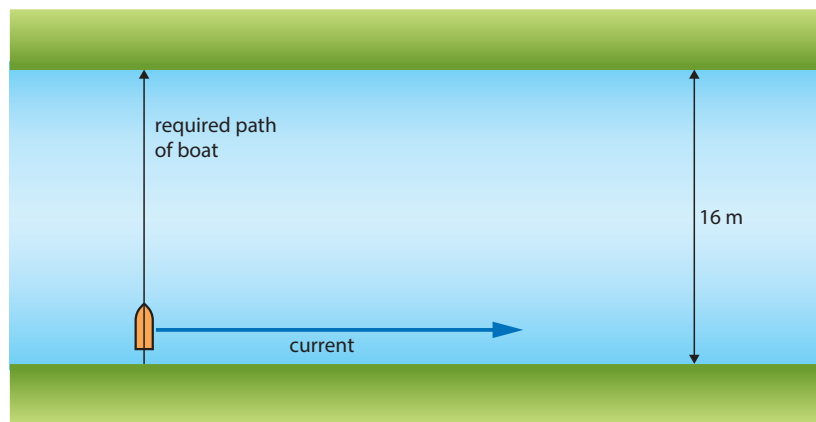 required path
of boat
16 m
current